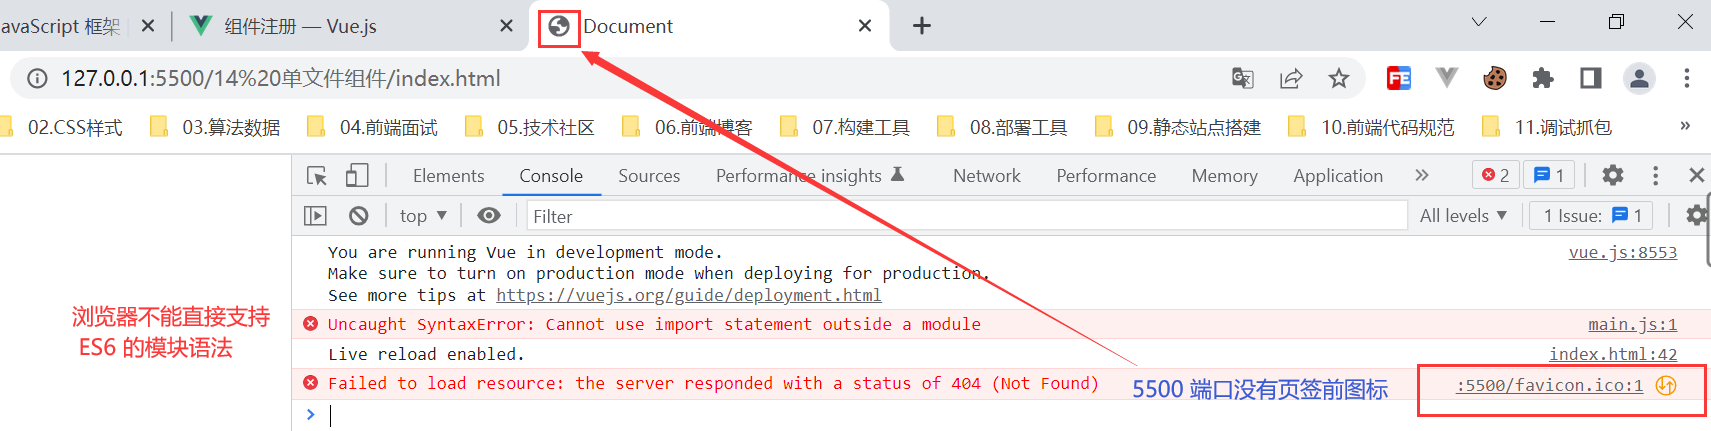 avaScript 框架
组件注册 — Vue.js
Document
127.0.0.1:5500/14%20单文件组件/index.html
02.CSS样式
03.算法数据
04.前端面试
05.技术社区
06.前端博客
07.构建工具
08.部署工具
09.静态站点搭建
10.前端代码规范
11.调试抓包
»
Elements
Console
Sources
Performance insights
Network
Performance
Memory
Application
»
2
1
top
Filter
All levels
1 Issue: 1
You are running Vue in development mode.
vue.js:8553
Make sure to turn on production mode when deploying for production.
See more tips at https://vuejs.org/guide/deployment.html
浏览器不能直接支持
ES6 的模块语法
Uncaught SyntaxError: Cannot use import statement outside a module
main.js:1
Live reload enabled.
index.html:42
Failed to load resource: the server responded with a status of 404 (Not Found)
5500 端口没有页签前图标
:5500/favicon.ico:1